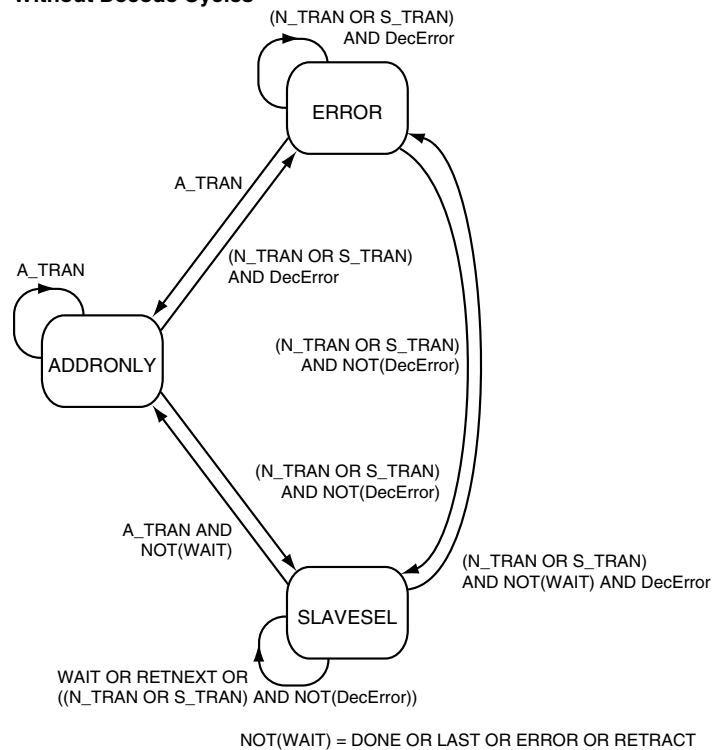 Without Decode Cycles
(N_TRAN OR S_TRAN)
AND DecError
ERROR
A_TRAN
(N_TRAN OR S_TRAN)
AND DecError
A_TRAN
ADDRONLY
(N_TRAN OR S_TRAN)
AND NOT(DecError)
(N_TRAN OR S_TRAN)
AND NOT(DecError)
A_TRAN AND
NOT(WAIT)
(N_TRAN OR S_TRAN)
AND NOT(WAIT) AND DecError
SLAVESEL
WAIT OR RETNEXT OR
((N_TRAN OR S_TRAN) AND NOT(DecError))
NOT(WAIT) = DONE OR LAST OR ERROR OR RETRACT